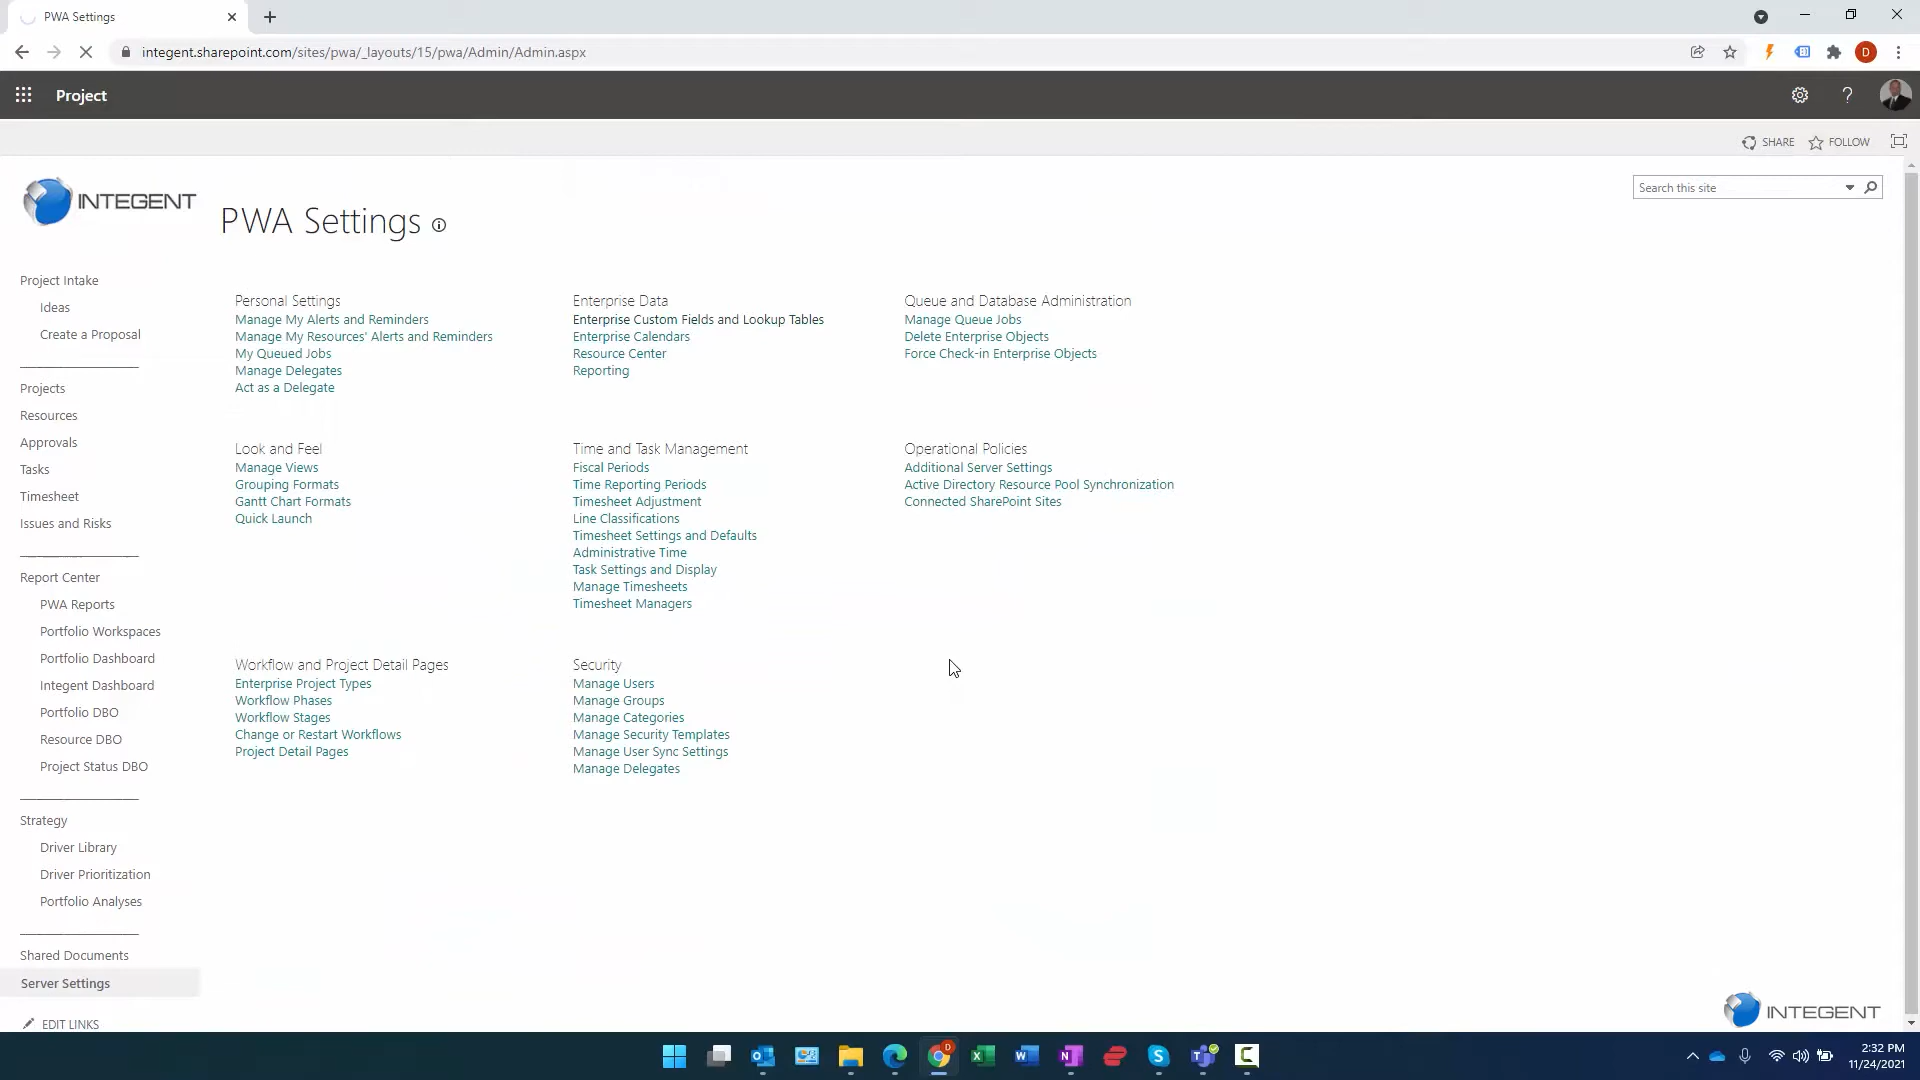 PWA Settings
integent.sharepoint.com/sites/pwa/_layouts/15/pwa/Admin/Admin.aspx
D
Project
SHARE
FOLLOW
INTEGENT
PWA Settings
Search this site
Project Intake
Ideas
Create a Proposal
Projects
Resources
Approvals
Tasks
Timesheet
Issues and Risks
Report Center
PWA Reports
Portfolio Workspaces
Portfolio Dashboard
Integent Dashboard
Portfolio DBO
Resource DBO
Project Status DBO
Strategy
Driver Library
Driver Prioritization
Portfolio Analyses
Shared Documents
Server Settings
EDIT LINKS
Personal Settings
Manage My Alerts and Reminders
Manage My Resources' Alerts and Reminders
My Queued Jobs
Manage Delegates
Act as a Delegate
Enterprise Data
Enterprise Custom Fields and Lookup Tables
Enterprise Calendars
Resource Center
Reporting
Queue and Database Administration
Manage Queue Jobs
Delete Enterprise Objects
Force Check-in Enterprise Objects
Look and Feel
Manage Views
Grouping Formats
Gantt Chart Formats
Quick Launch
Time and Task Management
Fiscal Periods
Time Reporting Periods
Timesheet Adjustment
Line Classifications
Timesheet Settings and Defaults
Administrative Time
Task Settings and Display
Manage Timesheets
Timesheet Managers
Operational Policies
Additional Server Settings
Active Directory Resource Pool Synchronization
Connected SharePoint Sites
Workflow and Project Detail Pages
Enterprise Project Types
Workflow Phases
Workflow Stages
Change or Restart Workflows
Project Detail Pages
Security
Manage Users
Manage Groups
Manage Categories
Manage Security Templates
Manage User Sync Settings
Manage Delegates
INTEGENT
2:32 PM
11/24/2021